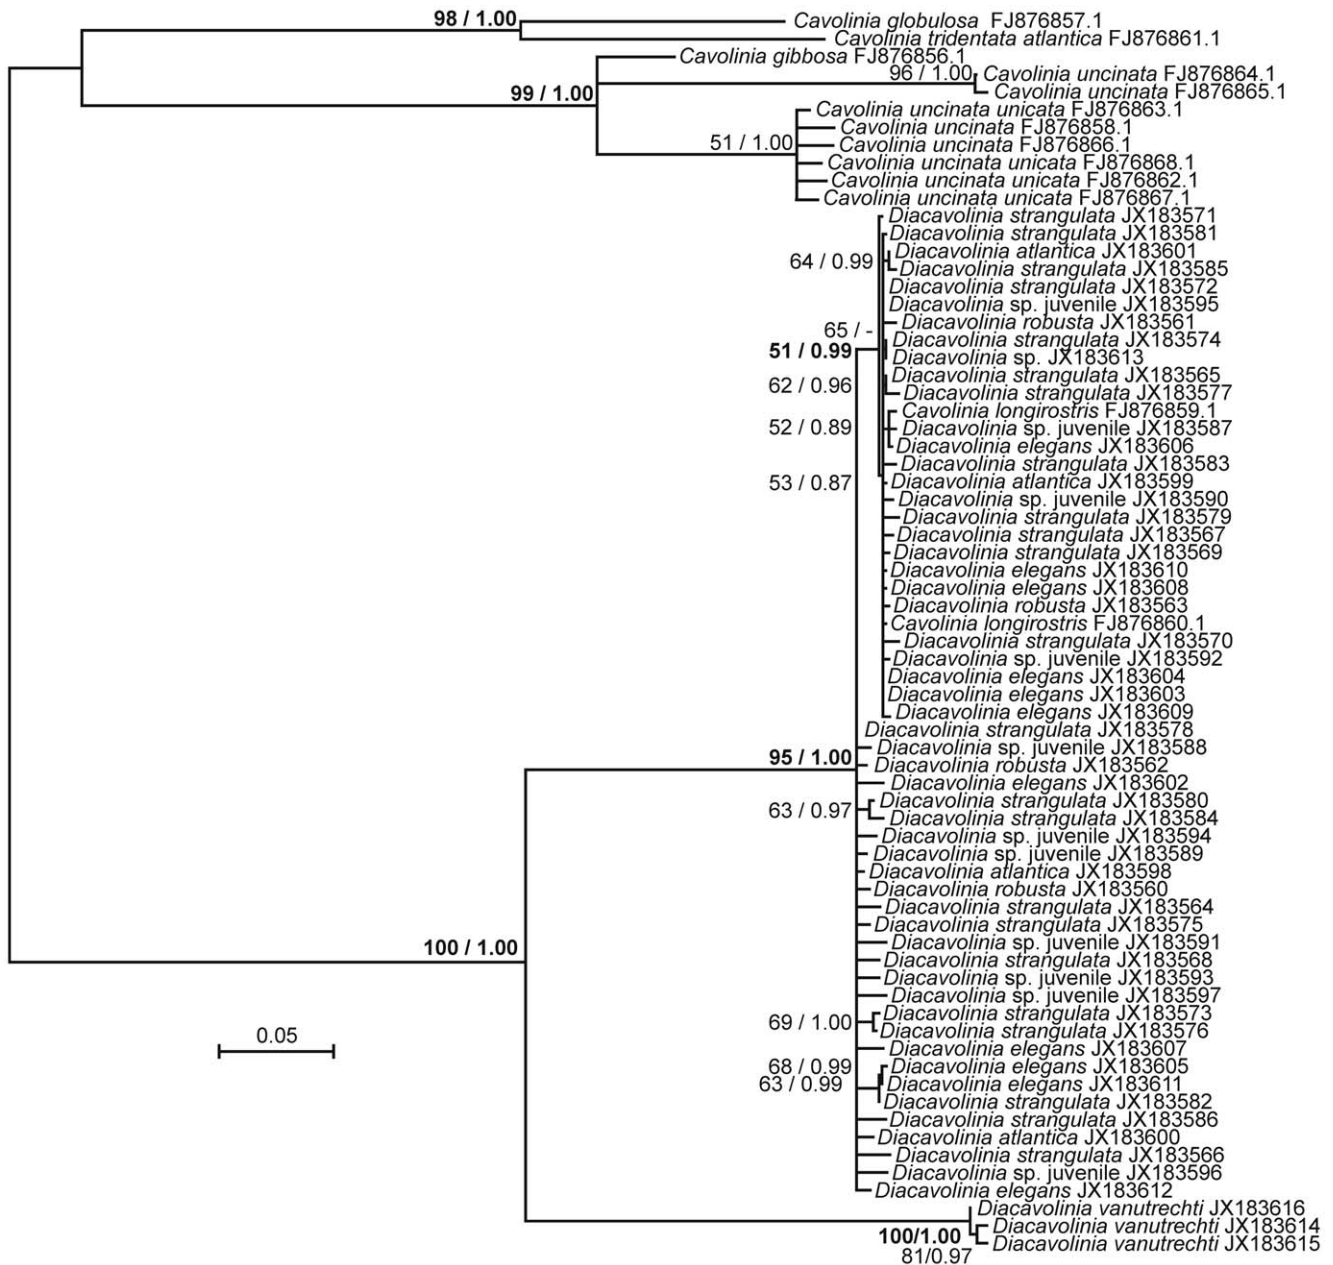 98 / 1.00
Cavolinia globulosa FJ876857.1
Cavolinia tridentata atlantica FJ876861.1
Cavolinia gibbosa FJ876856.1
96 / 1.00
Cavolinia uncinata FJ876864.1
99 / 1.00
Cavolinia uncinata FJ876865.1
Cavolinia uncinata unicata FJ876863.1
Cavolinia uncinata FJ876858.1
51 / 1.00
Cavolinia uncinata FJ876866.1
Cavolinia uncinata unicata FJ876868.1
Cavolinia uncinata unicata FJ876862.1
Cavolinia uncinata unicata FJ876867.1
Diacavolinia strangulata JX183571
Diacavolinia strangulata JX183581
Diacavolinia atlantica JX183601
64 / 0.99
Diacavolinia strangulata JX183585
Diacavolinia strangulata JX183572
Diacavolinia sp. juvenile JX183595
Diacavolinia robusta JX183561
65 / -
Diacavolinia strangulata JX183574
51 / 0.99
Diacavolinia sp. JX183613
Diacavolinia strangulata JX183565
62 / 0.96
Diacavolinia strangulata JX183577
Cavolinia longirostris FJ876859.1
52 / 0.89
Diacavolinia sp. juvenile JX183587
Diacavolinia elegans JX183606
Diacavolinia strangulata JX183583
53 / 0.87
Diacavolinia atlantica JX183599
Diacavolinia sp. juvenile JX183590
Diacavolinia strangulata JX183579
Diacavolinia strangulata JX183567
Diacavolinia strangulata JX183569
Diacavolinia elegans JX183610
Diacavolinia elegans JX183608
Diacavolinia robusta JX183563
Cavolinia longirostris FJ876860.1
Diacavolinia strangulata JX183570
Diacavolinia sp. juvenile JX183592
Diacavolinia elegans JX183604
Diacavolinia elegans JX183603
Diacavolinia elegans JX183609
Diacavolinia strangulata JX183578
Diacavolinia sp. juvenile JX183588
95 / 1.00
Diacavolinia robusta JX183562
Diacavolinia elegans JX183602
Diacavolinia strangulata JX183580
63 / 0.97
Diacavolinia strangulata JX183584
Diacavolinia sp. juvenile JX183594
Diacavolinia sp. juvenile JX183589
Diacavolinia atlantica JX183598
Diacavolinia robusta JX183560
Diacavolinia strangulata JX183564
Diacavolinia strangulata JX183575
100 / 1.00
Diacavolinia sp. juvenile JX183591
Diacavolinia strangulata JX183568
Diacavolinia sp. juvenile JX183593
Diacavolinia sp. juvenile JX183597
Diacavolinia strangulata JX183573
69 / 1.00
Diacavolinia strangulata JX183576
0.05
Diacavolinia elegans JX183607
68 / 0.99
Diacavolinia elegans JX183605
63 / 0.99
Diacavolinia elegans JX183611
Diacavolinia strangulata JX183582
Diacavolinia strangulata JX183586
Diacavolinia atlantica JX183600
Diacavolinia strangulata JX183566
Diacavolinia sp. juvenile JX183596
Diacavolinia elegans JX183612
Diacavolinia vanutrechti JX183616
Diacavolinia vanutrechti JX183614
100/1.00
Diacavolinia vanutrechti JX183615
81/0.97